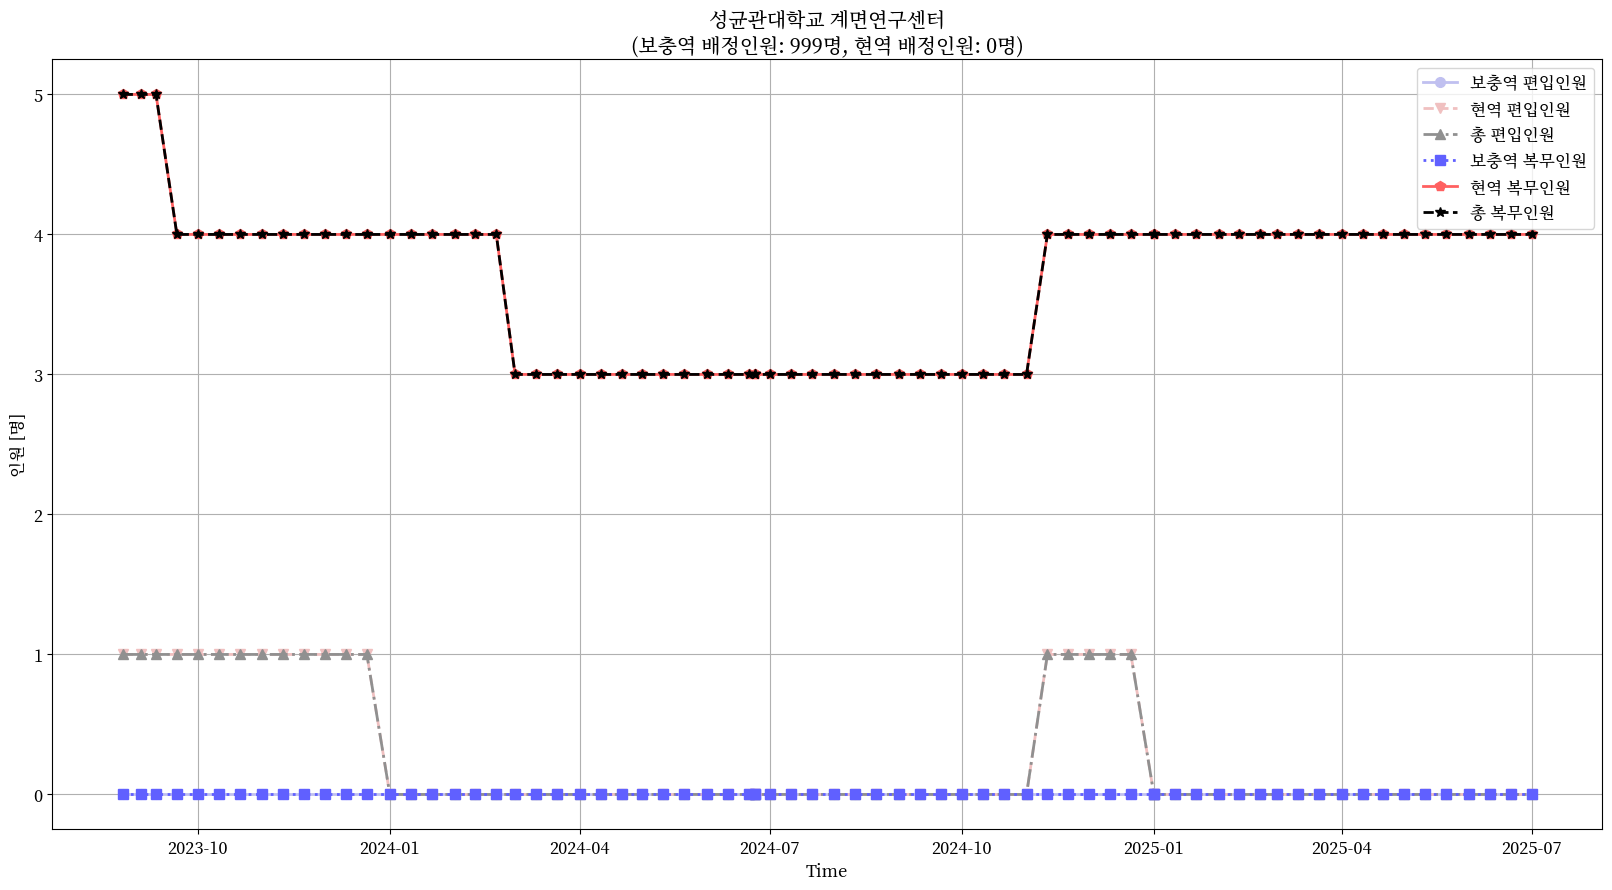 성균관대학교 계면연구센터
(보충역 배정인원: 999명, 현역 배정인원: 0명)
보충역 편입인원
현역 편입인원
총 편입인원
보충역 복무인원
현역 복무인원
총 복무인원
인원 [명]
5
4
3
2
1
0
2023-10
2024-01
2024-04
2024-07
2024-10
2025-01
2025-04
2025-07
Time